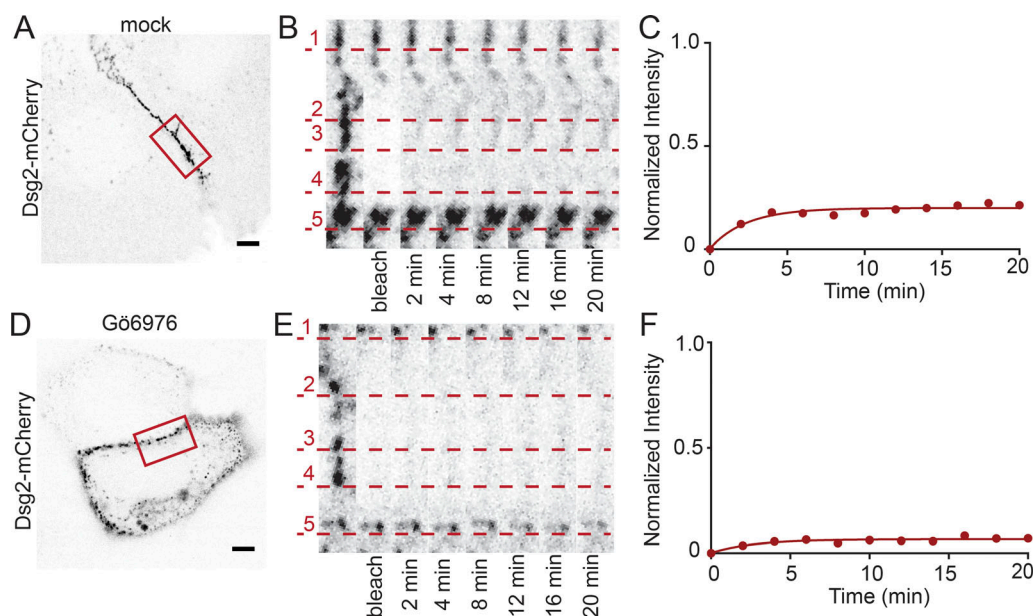 A
mock
Dsg2-mCherry
B
1
2
3
4
5
bleach
2 min
4 min
8 min
12 min
16 min
20 min
C
Normalized Intensity
1.0
0.5
0
0
5
10
15
20
Time (min)
D
Gö6976
Dsg2-mCherry
E
1
2
3
4
5
bleach
2 min
4 min
8 min
12 min
16 min
20 min
F
Normalized Intensity
1.0
0.5
0
0
5
10
15
20
Time (min)